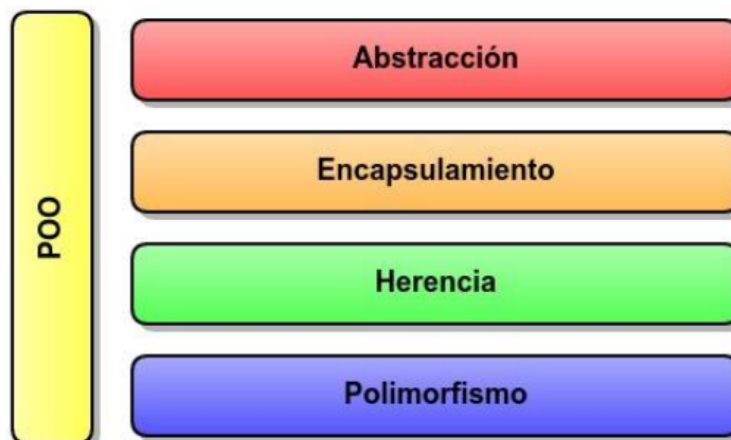 POO
Abstracción
Encapsulamiento
Herencia
Polimorfismo